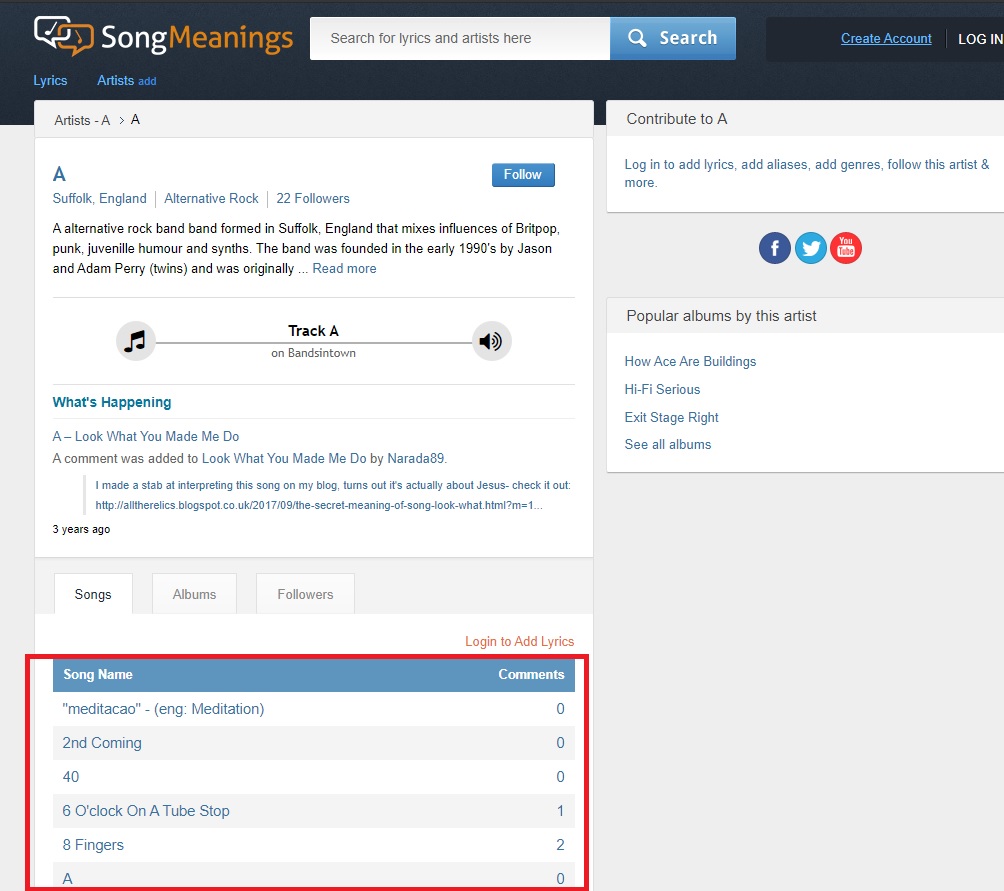 SongMeanings
Search for lyrics and artists here
Search
Create Account
LOG IN
Lyrics
Artists add
Artists - A > A
A
Follow
Suffolk, England | Alternative Rock | 22 Followers
A alternative rock band band formed in Suffolk, England that mixes influences of Britpop,
punk, juvenille humour and synths. The band was founded in the early 1990's by Jason
and Adam Perry (twins) and was originally ... Read more
Track A
on Bandsintown
What's Happening
A – Look What You Made Me Do
A comment was added to Look What You Made Me Do by Narada89.
I made a stab at interpreting this song on my blog, turns out it's actually about Jesus- check it out:
http://alltherelics.blogspot.co.uk/2017/09/the-secret-meaning-of-song-look-what.html?m=1...
3 years ago
Songs
Albums
Followers
Login to Add Lyrics
Song Name Comments
"meditacao" - (eng: Meditation) 0
2nd Coming 0
40 0
6 O'clock On A Tube Stop 1
8 Fingers 2
A 0
Contribute to A
Log in to add lyrics, add aliases, add genres, follow this artist &
more.
f
You
Tube
Popular albums by this artist
How Ace Are Buildings
Hi-Fi Serious
Exit Stage Right
See all albums